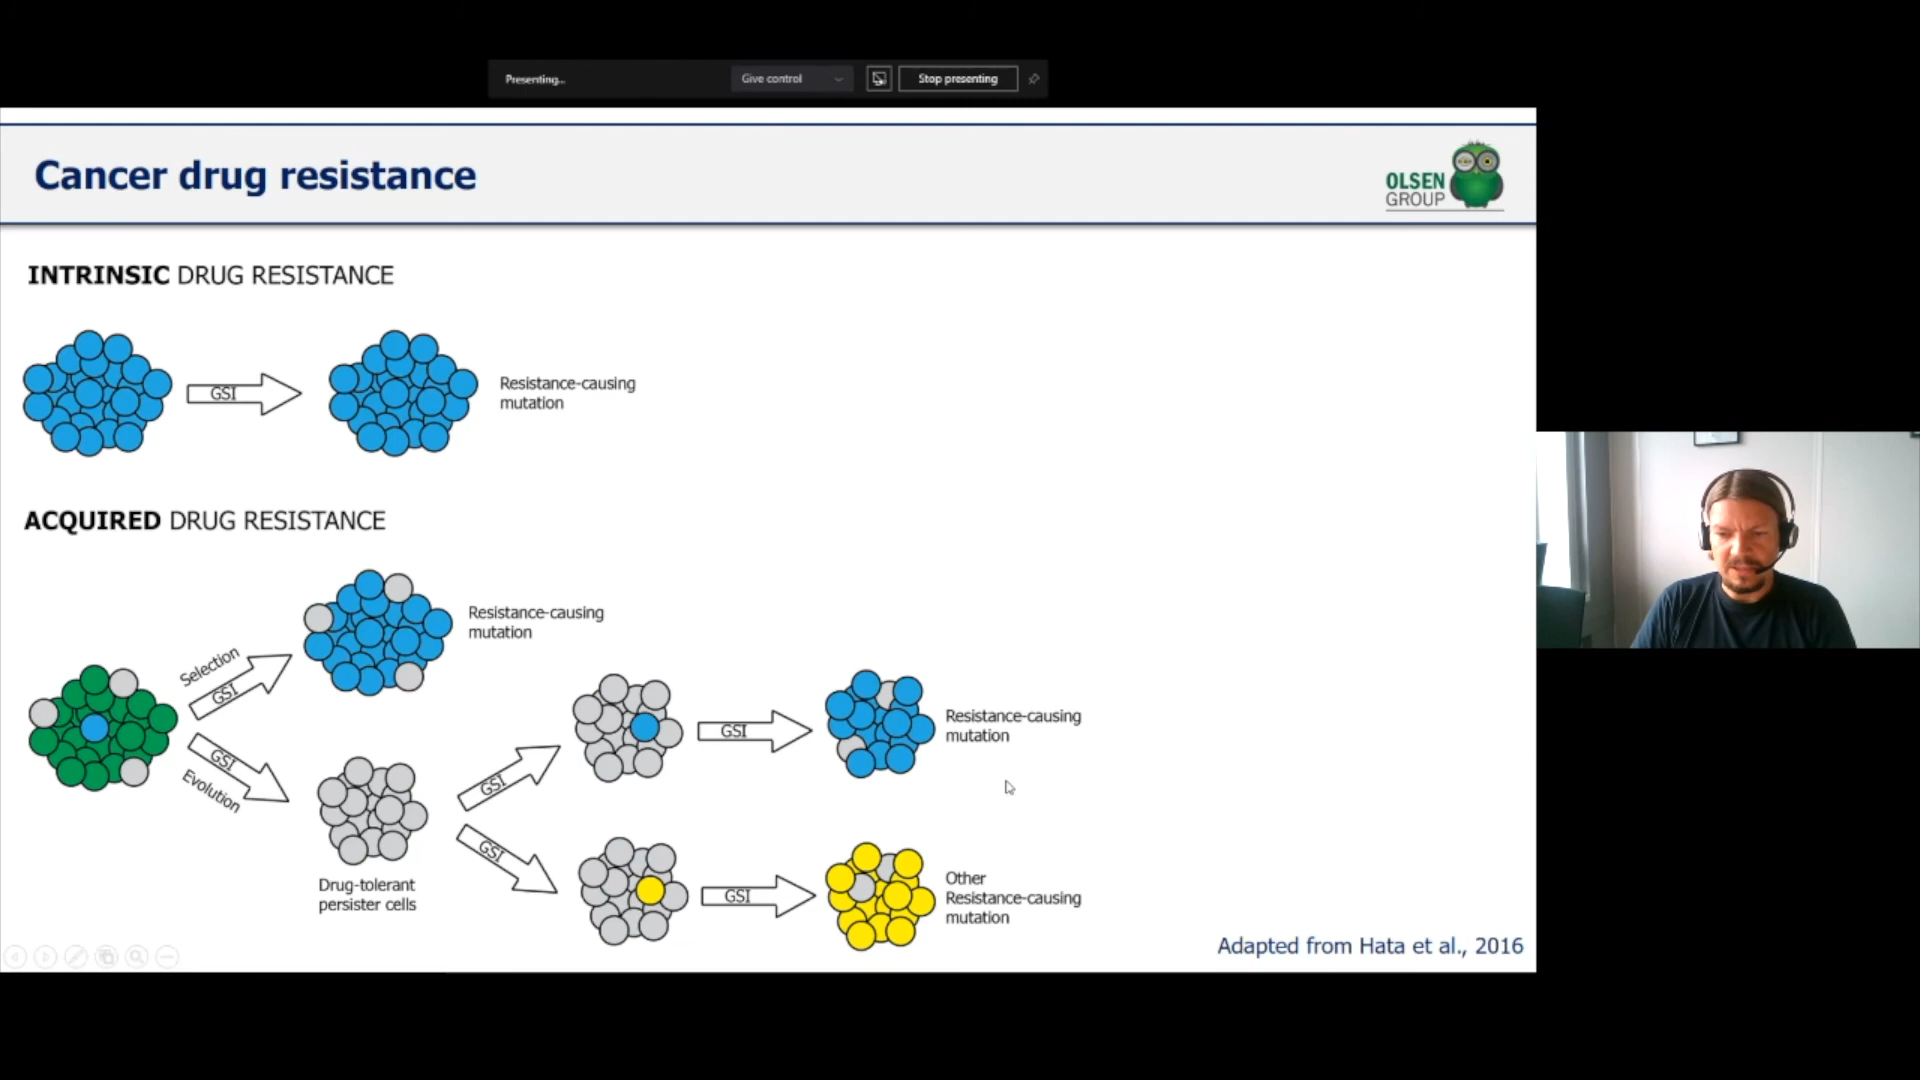 Presenting...
Give control
Stop presenting
Cancer drug resistance
OLSEN
GROUP
INTRINSIC DRUG RESISTANCE
GSI
Resistance-causing
mutation
ACQUIRED DRUG RESISTANCE
Selection
GSI
Resistance-causing
mutation
GSI
Evolution
Drug-tolerant
persister cells
GSI
GSI
Resistance-causing
mutation
GSI
GSI
Other
Resistance-causing
mutation
Adapted from Hata et al., 2016